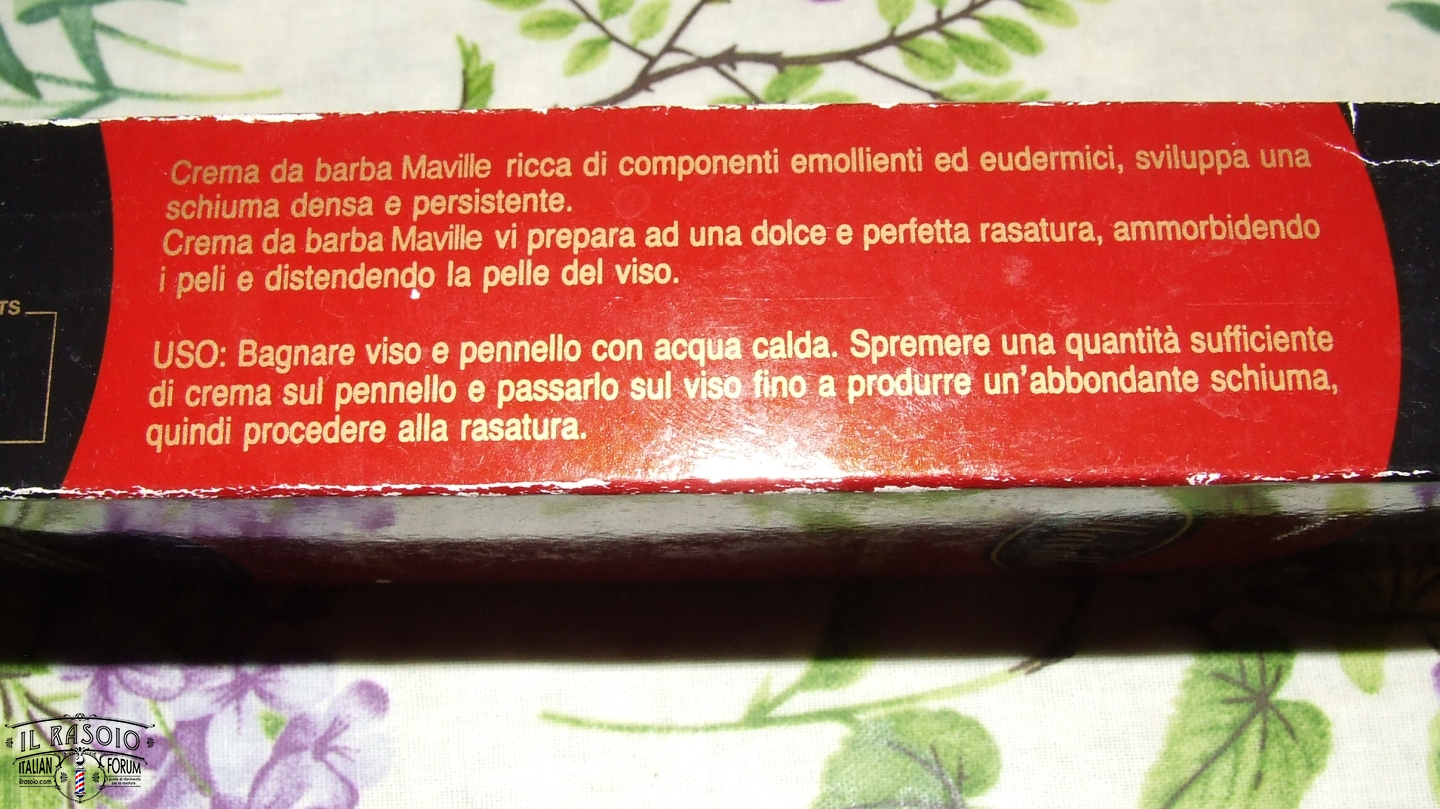 Crema da barba Maville ricca di componenti emollienti ed eudermici, sviluppa una
schiuma densa e persistente.
Crema da barba Maville vi prepara ad una dolce e perfetta rasatura, ammorbidendo
i peli e distendendo la pelle del viso.
USO: Bagnare viso e pennello con acqua calda. Spremere una quantità sufficiente
di crema sul pennello e passarlo sul viso fino a produrre un'abbondante schiuma,
quindi procedere alla rasatura.
TS
IL RASOIO
ITALIAN FORUM
ilrasoio.com